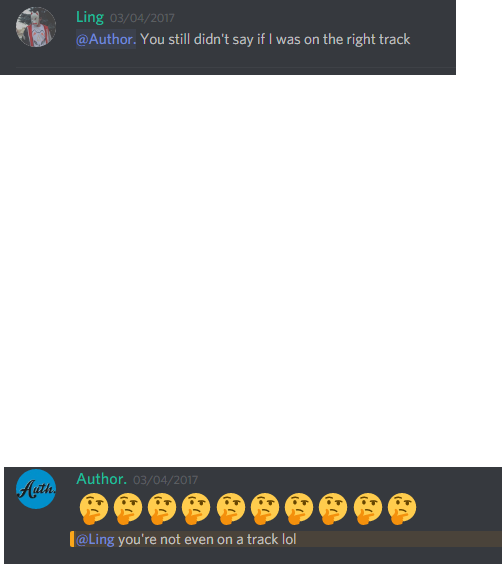 Ling 03/04/2017
@Author. You still didn't say if I was on the right track
Auth.
Author. 03/04/2017
🤔🤔🤔🤔🤔🤔🤔🤔🤔🤔
@Ling you're not even on a track lol